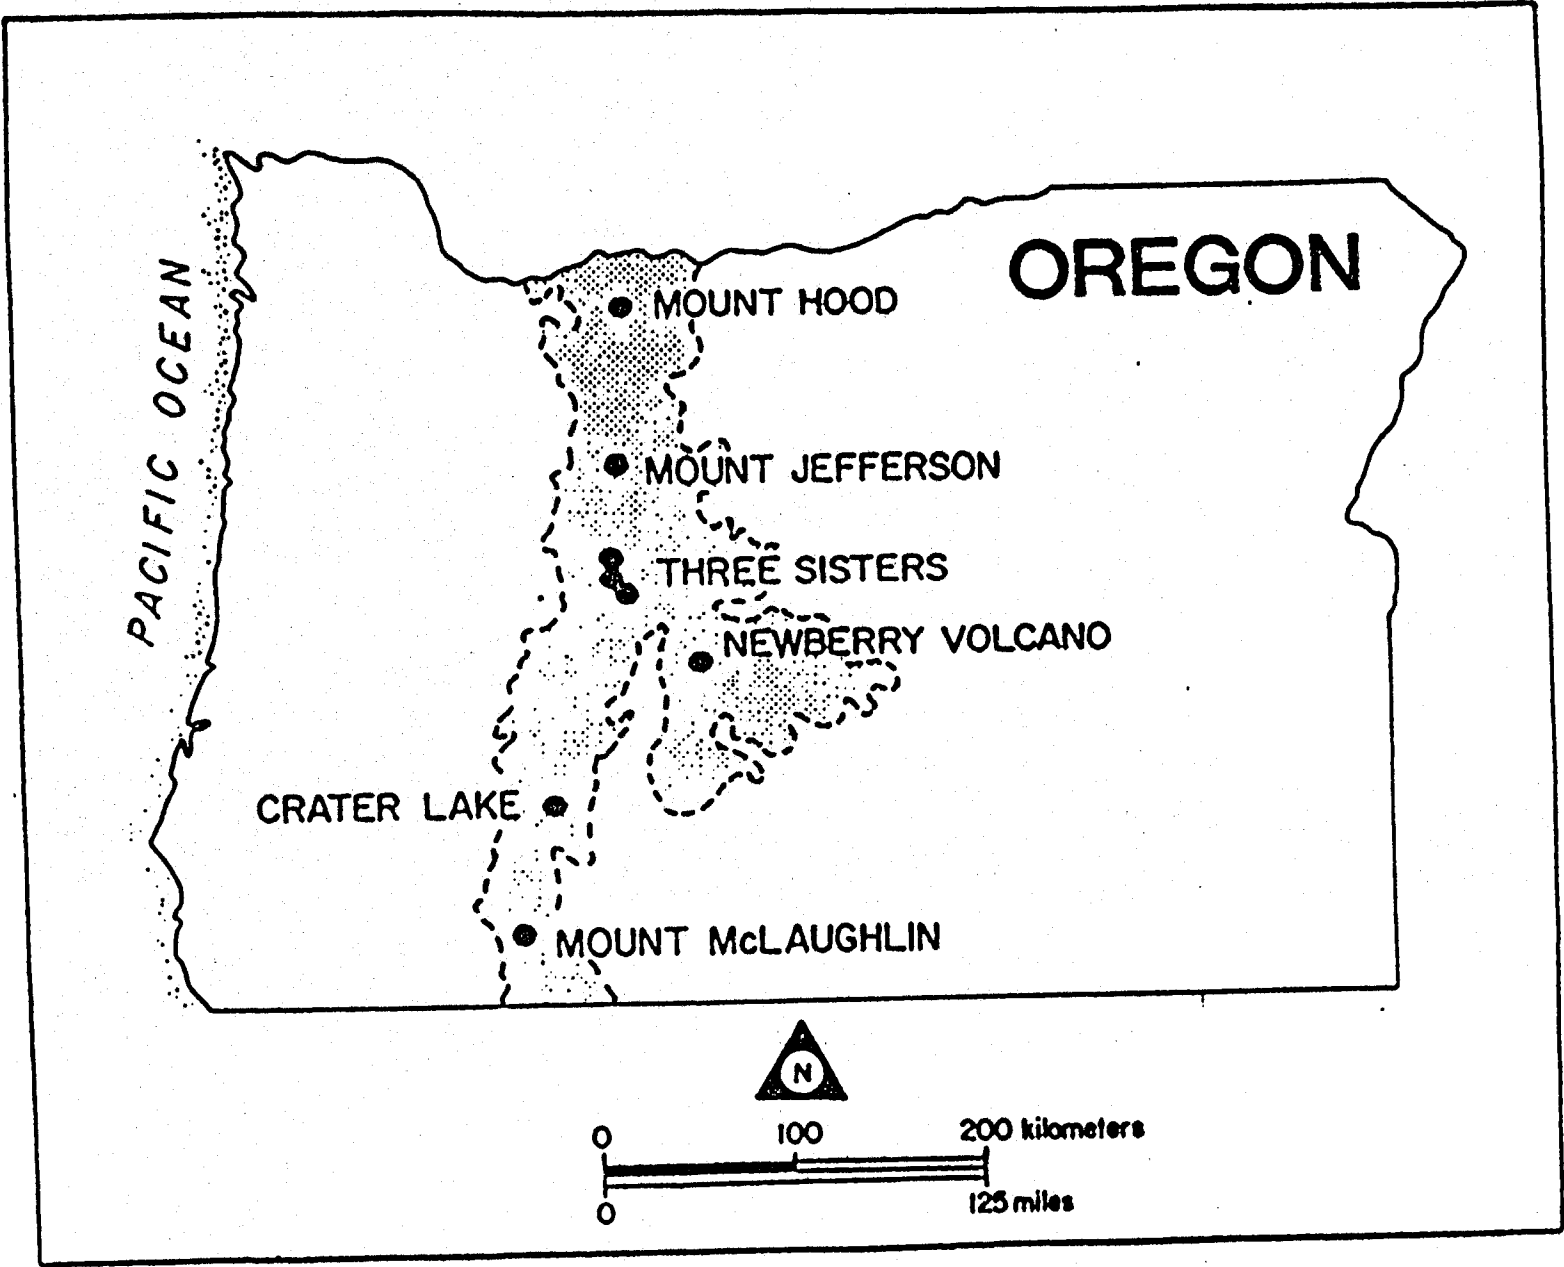 OREGON
PACIFIC OCEAN
MOUNT HOOD
MOUNT JEFFERSON
THREE SISTERS
NEWBERRY VOLCANO
CRATER LAKE
MOUNT McLAUGHLIN
N
0 100 200 kilometers
0 125 miles